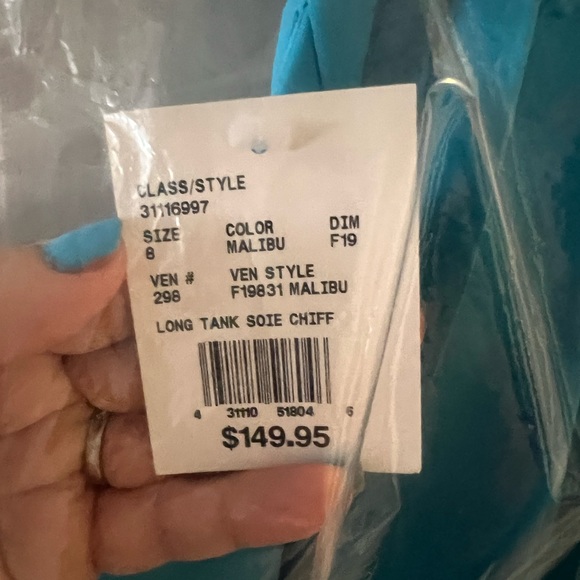 CLASS/STYLE
31116997
SIZE COLOR DIM
8 MALIBU F19
VEN # VEN STYLE
298 F19831 MALIBU
LONG TANK SOIE CHIFF
4 31110 51804 6
$149.95